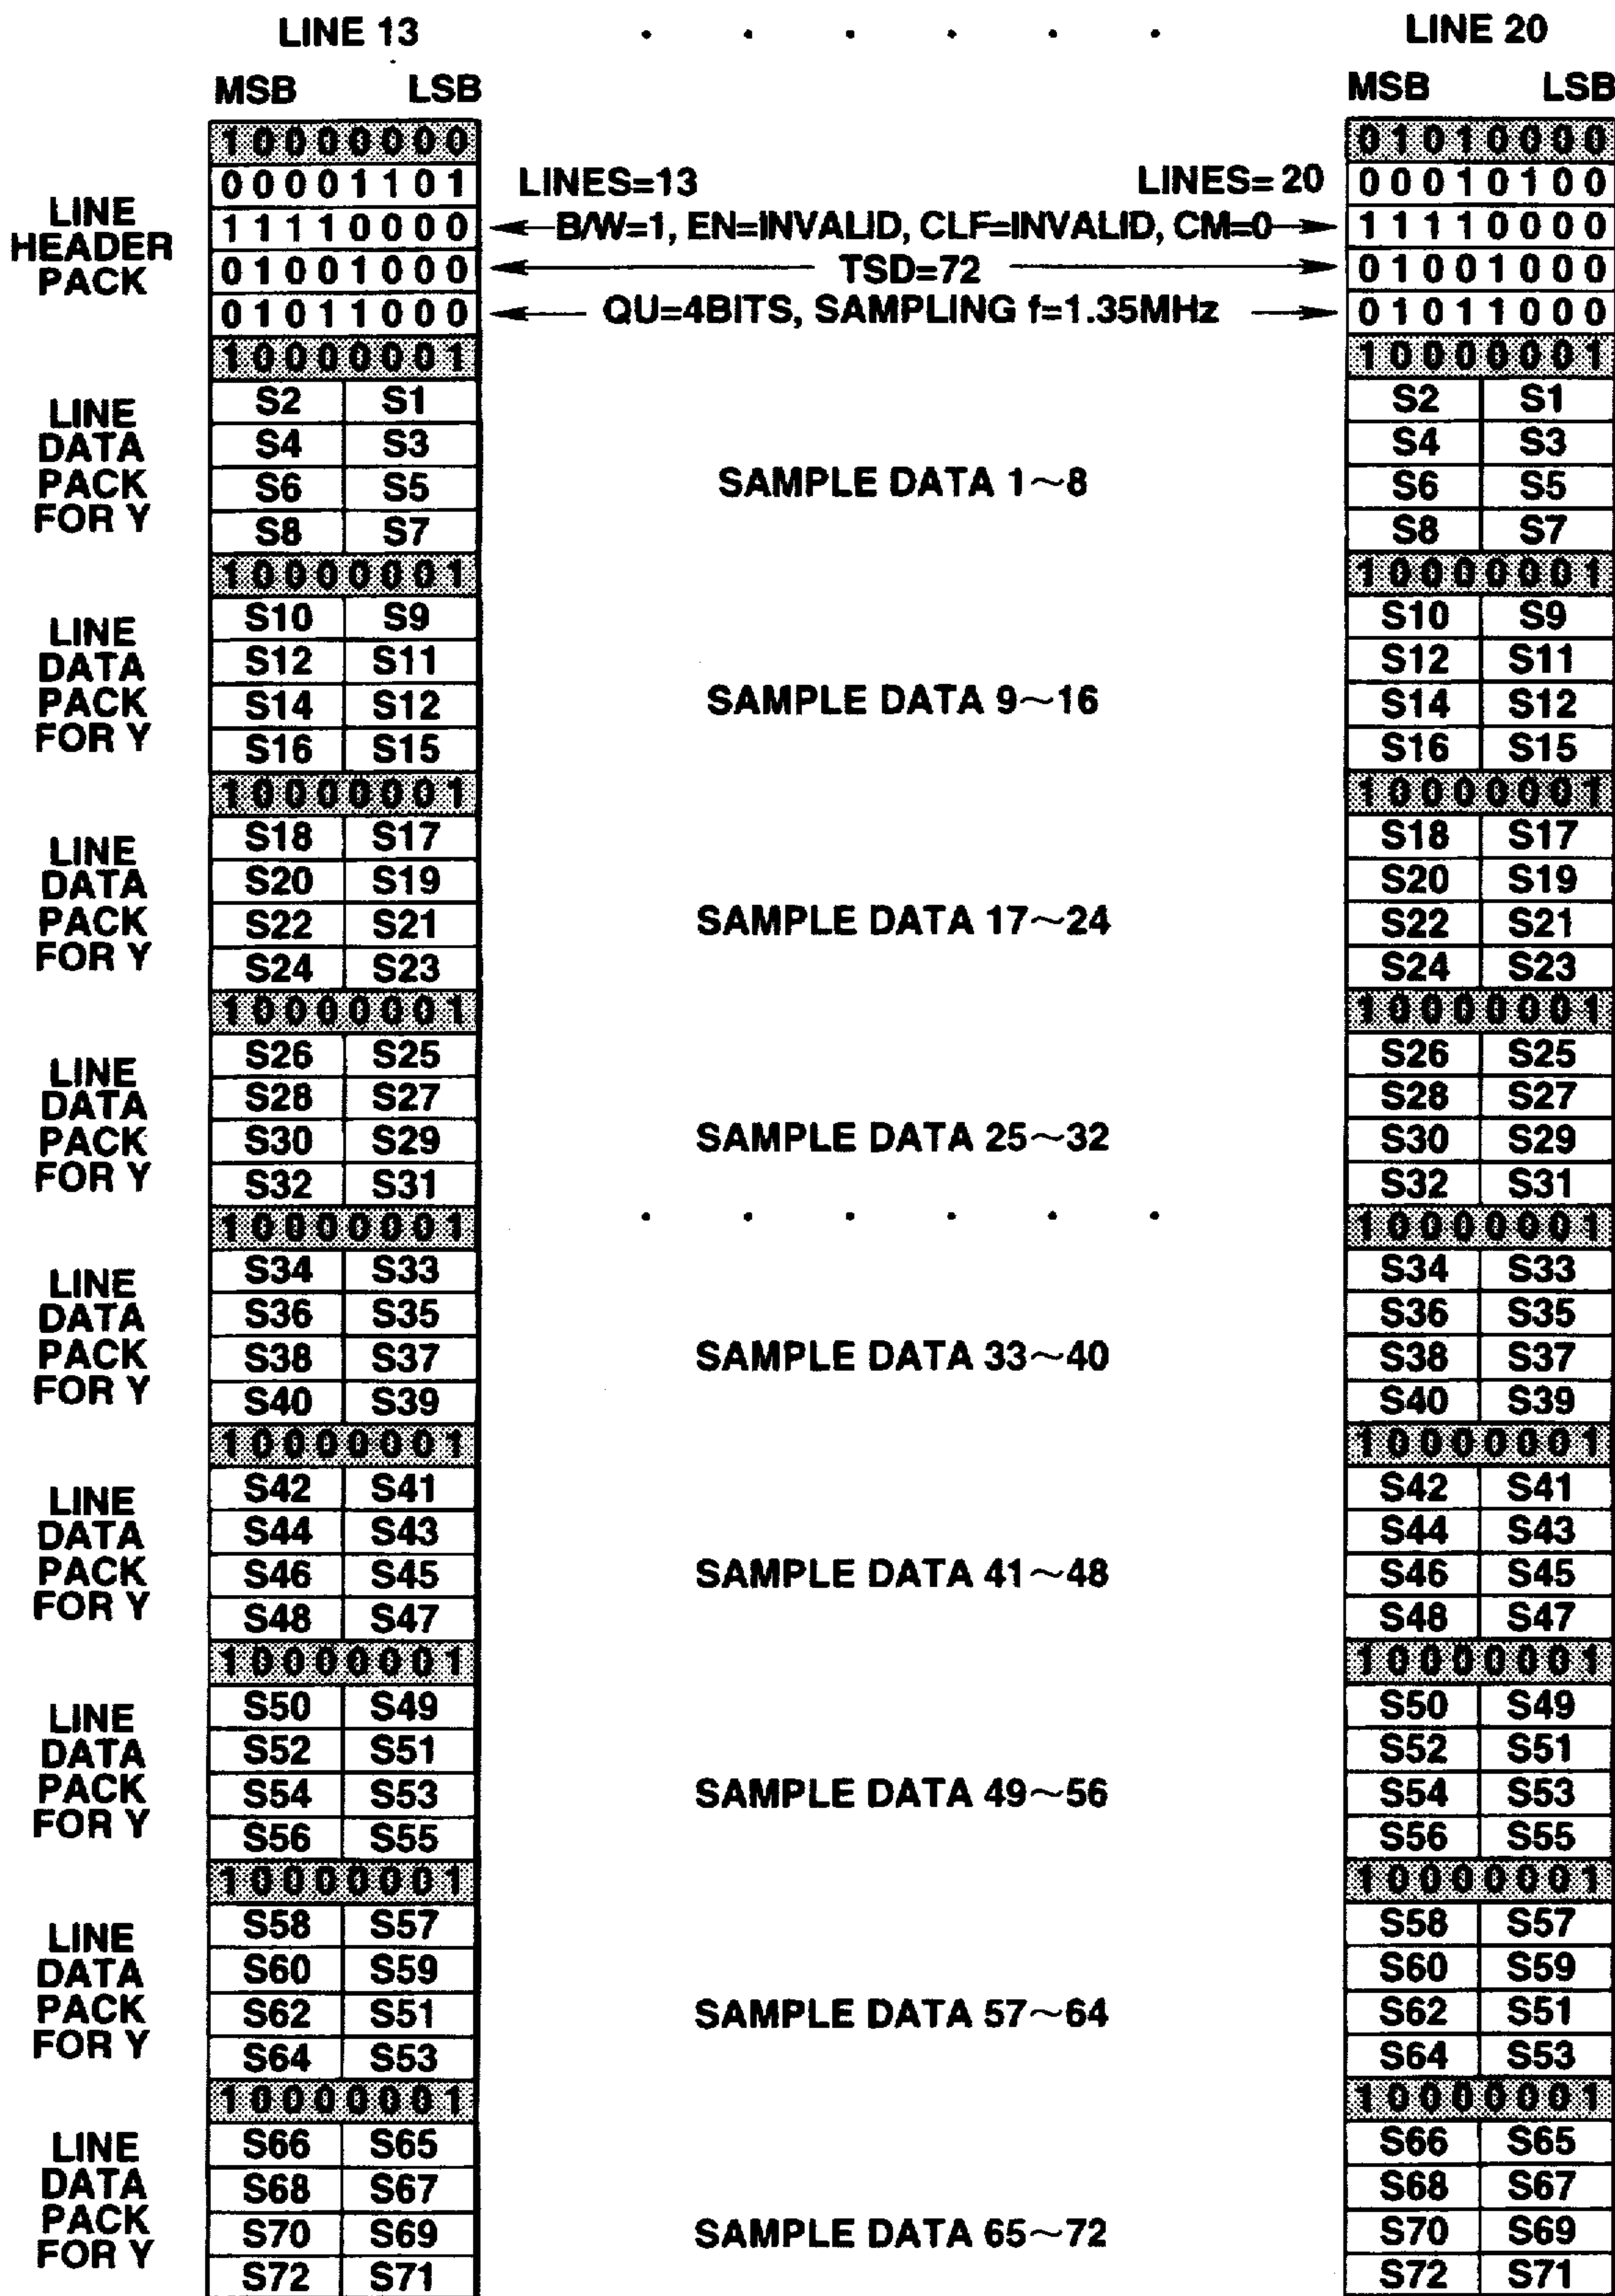 LINE 13 . . . . . . LINE 20
MSB LSB MSB LSB
10000000 01010000
00001101 LINES=13 LINES=20 00010100
LINE HEADER PACK
11110000 B/W=1, EN=INVALID, CLF=INVALID, CM=0 11110000
01001000 TSD=72 01001000
01011000 QU=4BITS, SAMPLING f=1.35MHz 01011000
10000001 10000001
LINE DATA PACK FOR Y
S2 S1 S2 S1
S4 S3 S4 S3
S6 S5 SAMPLE DATA 1~8 S6 S5
S8 S7 S8 S7
10000001 10000001
LINE DATA PACK FOR Y
S10 S9 S10 S9
S12 S11 S12 S11
S14 S12 SAMPLE DATA 9~16 S14 S12
S16 S15 S16 S15
10000001 10000001
LINE DATA PACK FOR Y
S18 S17 S18 S17
S20 S19 S20 S19
S22 S21 SAMPLE DATA 17~24 S22 S21
S24 S23 S24 S23
10000001 10000001
LINE DATA PACK FOR Y
S26 S25 S26 S25
S28 S27 S28 S27
S30 S29 SAMPLE DATA 25~32 S30 S29
S32 S31 S32 S31
10000001 . . . . . . 10000001
LINE DATA PACK FOR Y
S34 S33 S34 S33
S36 S35 S36 S35
S38 S37 SAMPLE DATA 33~40 S38 S37
S40 S39 S40 S39
10000001 10000001
LINE DATA PACK FOR Y
S42 S41 S42 S41
S44 S43 S44 S43
S46 S45 SAMPLE DATA 41~48 S46 S45
S48 S47 S48 S47
10000001 10000001
LINE DATA PACK FOR Y
S50 S49 S50 S49
S52 S51 S52 S51
S54 S53 SAMPLE DATA 49~56 S54 S53
S56 S55 S56 S55
10000001 10000001
LINE DATA PACK FOR Y
S58 S57 S58 S57
S60 S59 S60 S59
S62 S51 SAMPLE DATA 57~64 S62 S51
S64 S53 S64 S53
10000001 10000001
LINE DATA PACK FOR Y
S66 S65 S66 S65
S68 S67 S68 S67
S70 S69 SAMPLE DATA 65~72 S70 S69
S72 S71 S72 S71